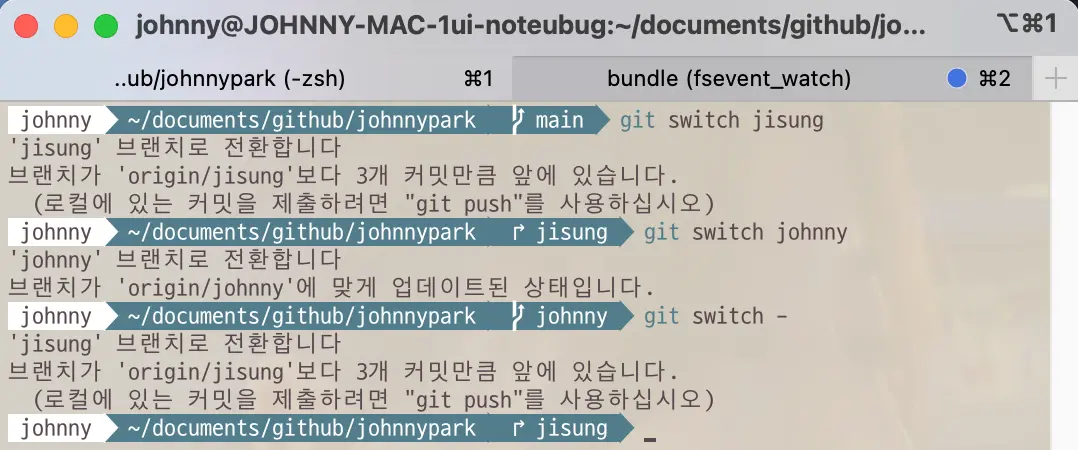 johnny@JOHNNY-MAC-1ui-noteubug:~/documents/github/jo... ⌥⌘1
..ub/johnnypark (-zsh) ⌘1 bundle (fsevent_watch) ⌘2 +
johnny ~/documents/github/johnnypark main git switch jisung
'jisung' 브랜치로 전환합니다
브랜치가 'origin/jisung'보다 3개 커밋만큼 앞에 있습니다.
(로컬에 있는 커밋을 제출하려면 "git push"를 사용하십시오)
johnny ~/documents/github/johnnypark ↱ jisung git switch johnny
'johnny' 브랜치로 전환합니다
브랜치가 'origin/johnny'에 맞게 업데이트된 상태입니다.
johnny ~/documents/github/johnnypark johnny git switch -
'jisung' 브랜치로 전환합니다
브랜치가 'origin/jisung'보다 3개 커밋만큼 앞에 있습니다.
(로컬에 있는 커밋을 제출하려면 "git push"를 사용하십시오)
johnny ~/documents/github/johnnypark ↱ jisung